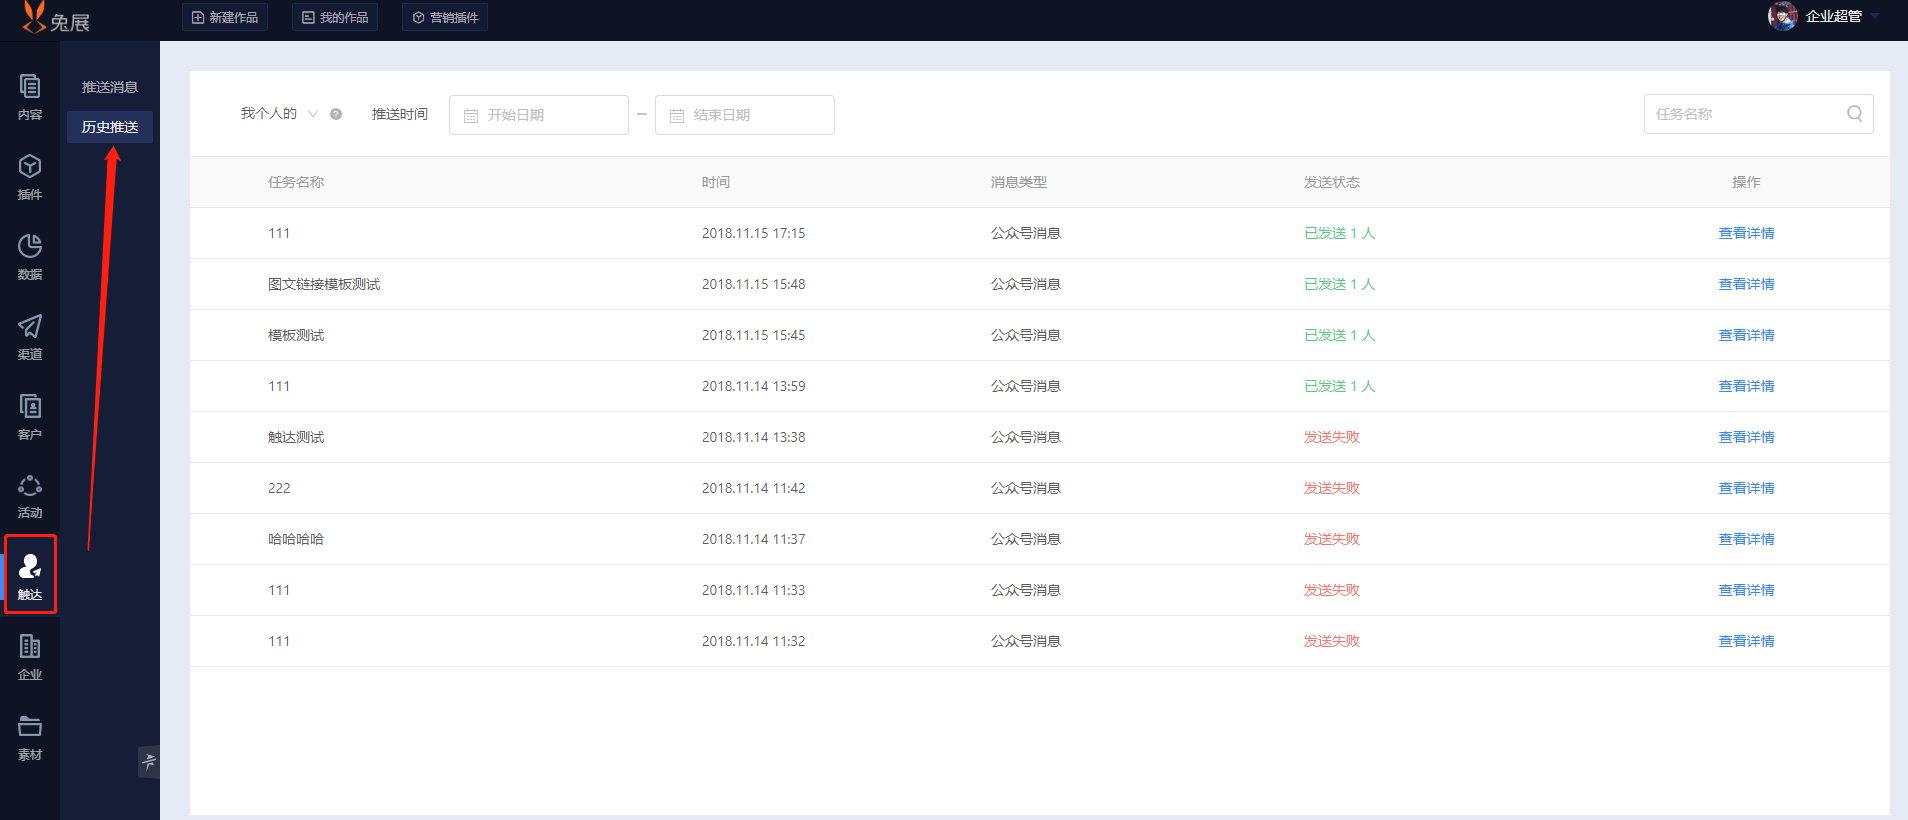 兔展
新建作品
我的作品
营销插件
企业超管
内容
插件
数据
渠道
客户
活动
触达
企业
素材
推送消息
历史推送
我个人的 ? 推送时间 开始日期 - 结束日期 任务名称
任务名称 时间 消息类型 发送状态 操作
111 2018.11.15 17:15 公众号消息 已发送 1 人 查看详情
图文链接模板测试 2018.11.15 15:48 公众号消息 已发送 1 人 查看详情
模板测试 2018.11.15 15:45 公众号消息 已发送 1 人 查看详情
111 2018.11.14 13:59 公众号消息 已发送 1 人 查看详情
触达测试 2018.11.14 13:38 公众号消息 发送失败 查看详情
222 2018.11.14 11:42 公众号消息 发送失败 查看详情
哈哈哈哈 2018.11.14 11:37 公众号消息 发送失败 查看详情
111 2018.11.14 11:33 公众号消息 发送失败 查看详情
111 2018.11.14 11:32 公众号消息 发送失败 查看详情